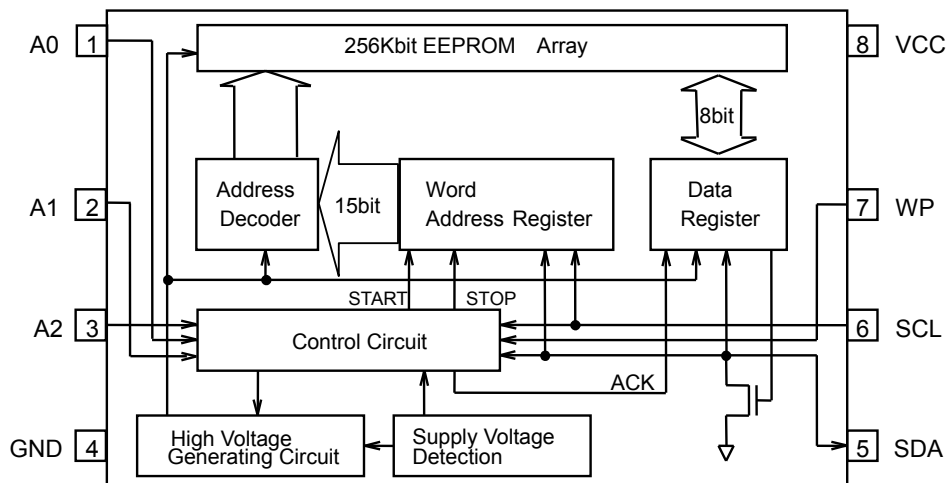 A0 1
256Kbit EEPROM Array
8 VCC
8bit
A1 2
Address
Decoder
15bit
Word
Address Register
Data
Register
7 WP
START
STOP
A2 3
Control Circuit
6 SCL
ACK
GND 4
High Voltage
Generating Circuit
Supply Voltage
Detection
5 SDA